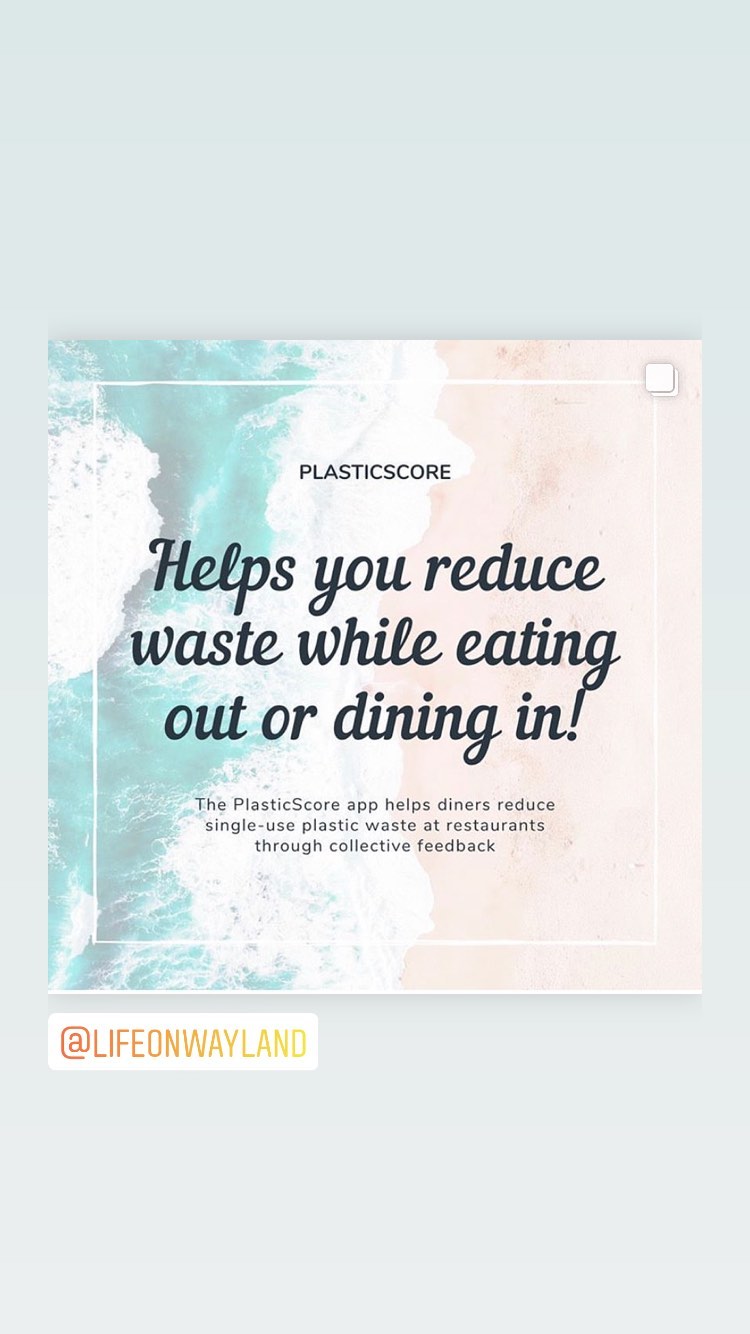 PLASTICSCORE
Helps you reduce
waste while eating
out or dining in!
The PlasticScore app helps diners reduce
single-use plastic waste at restaurants
through collective feedback
@LIFEONWAYLAND